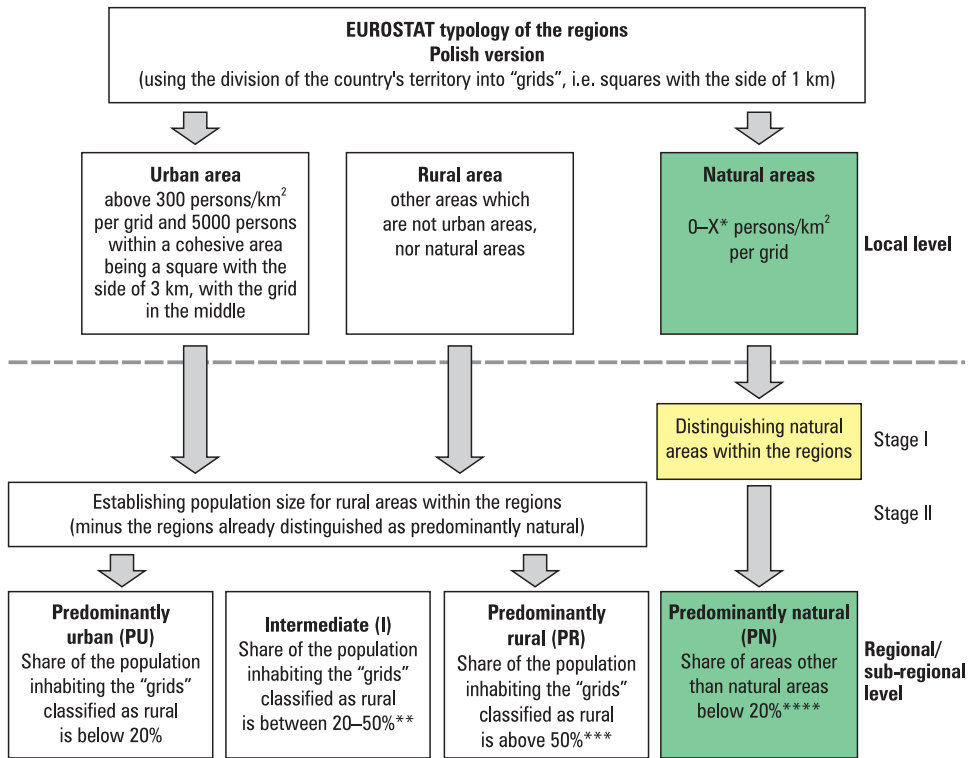 EUROSTAT typology of the regions
Polish version
(using the division of the country's territory into “grids”, i.e. squares with the side of 1 km)
Urban area
above 300 persons/km²
per grid and 5000 persons
within a cohesive area
being a square with the
side of 3 km, with the grid
in the middle
Rural area
other areas which
are not urban areas,
nor natural areas
Natural areas
0–X* persons/km²
per grid
Local level
Distinguishing natural
areas within the regions
Stage I
Establishing population size for rural areas within the regions
(minus the regions already distinguished as predominantly natural)
Stage II
Predominantly
urban (PU)
Share of the population
inhabiting the “grids”
classified as rural
is below 20%
Intermediate (I)
Share of the population
inhabiting the “grids”
classified as rural
is between 20–50%**
Predominantly
rural (PR)
Share of the population
inhabiting the “grids”
classified as rural
is above 50%***
Predominantly natural
(PN)
Share of areas other
than natural areas
below 20%****
Regional/
sub-regional
level